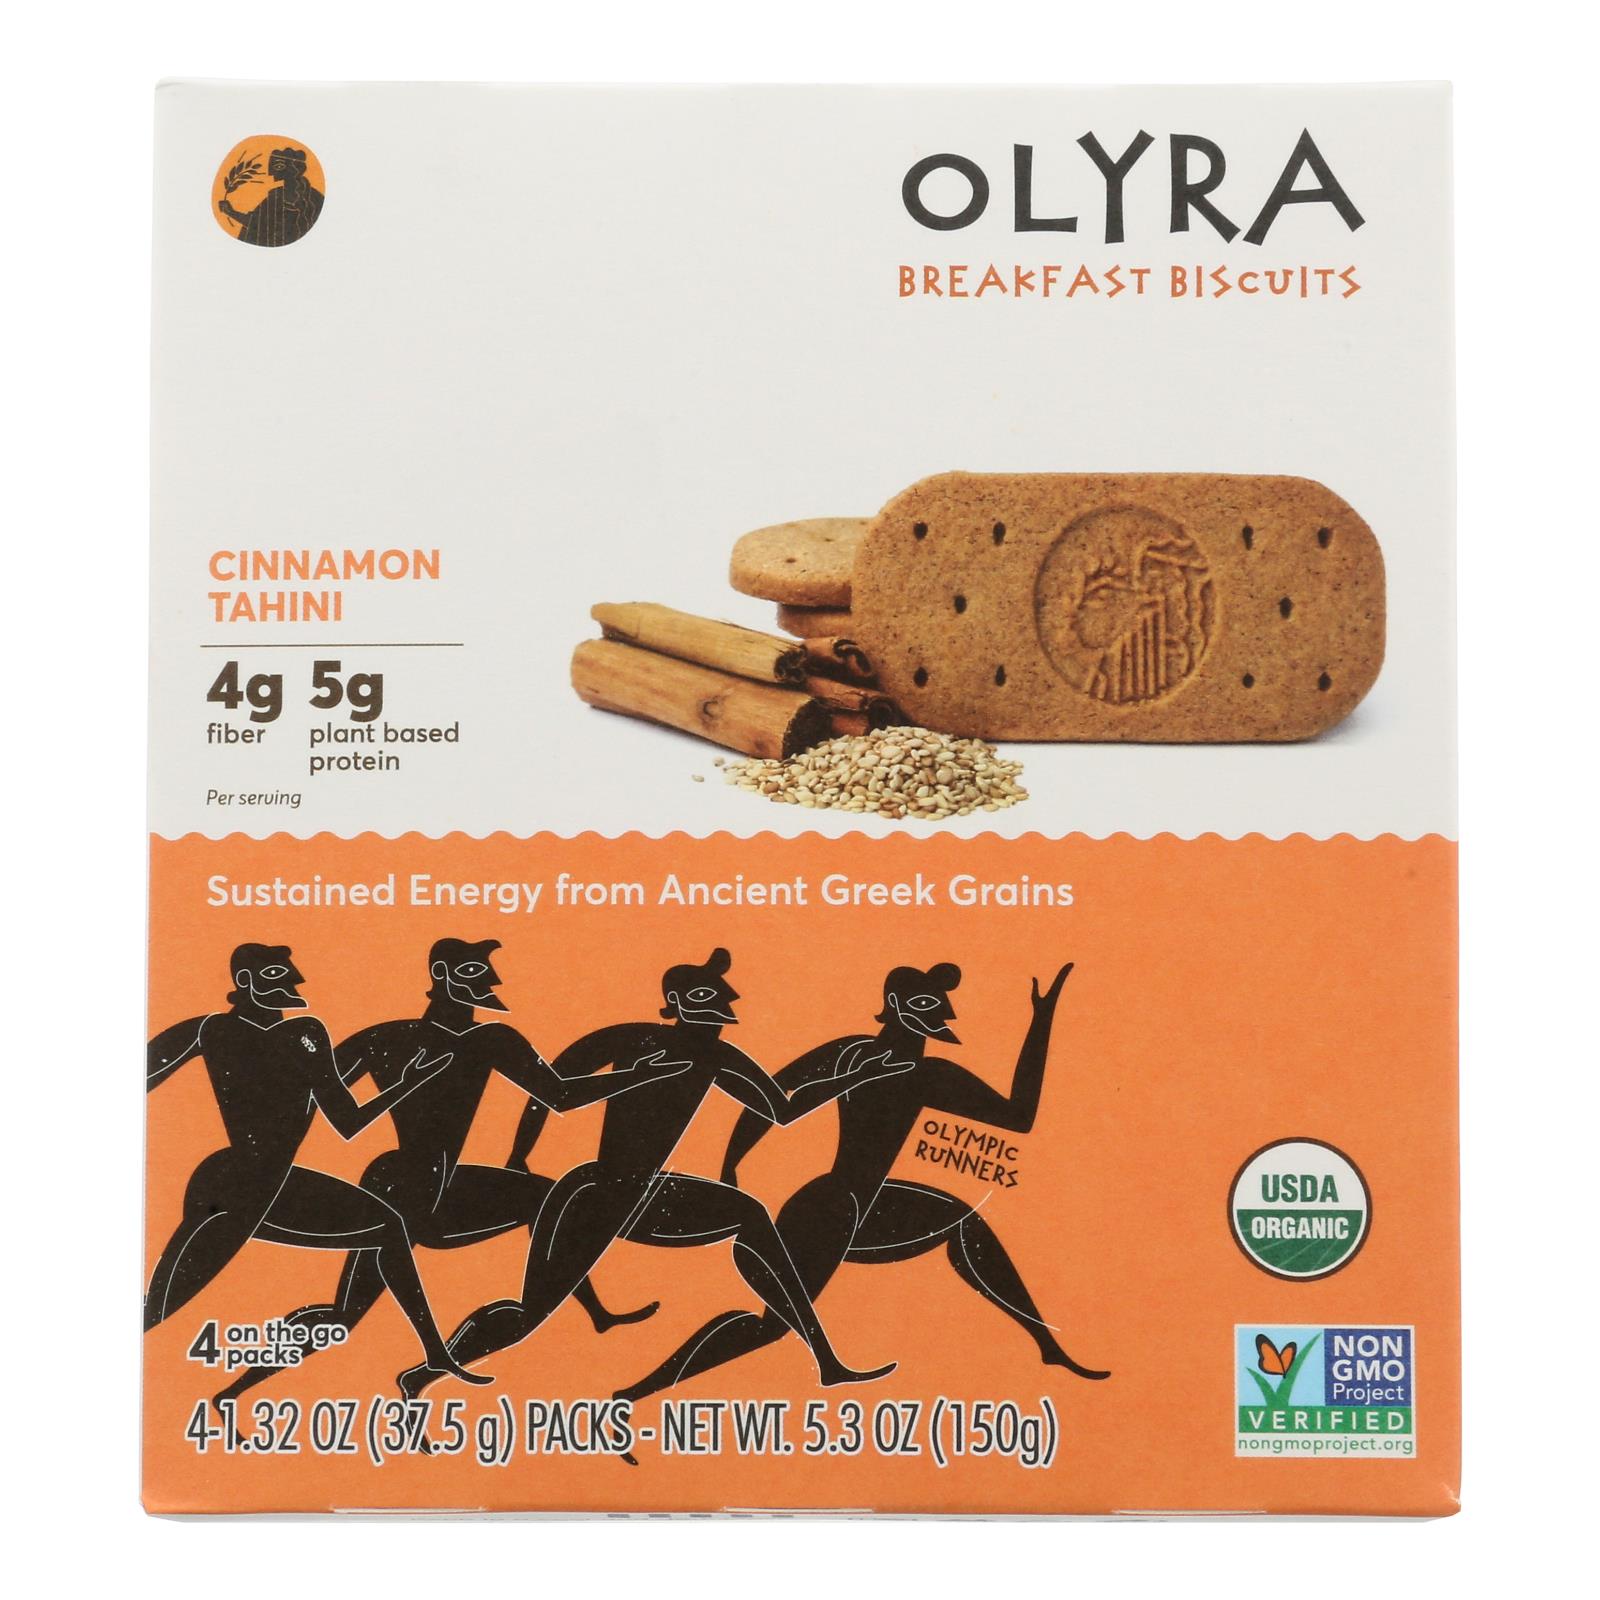 OLYRA
BREAKFAST BISCUITS
CINNAMON
TAHINI
4g
fiber
5g
plant based
protein
Per serving
Sustained Energy from Ancient Greek Grains
OLYMPIC
RUNNERS
USDA
ORGANIC
4 on the go
packs
4-1.32 OZ (37.5 g) PACKS - NET WT. 5.3 OZ (150g)
NON
GMO
Project
VERIFIED
nongmoproject.org